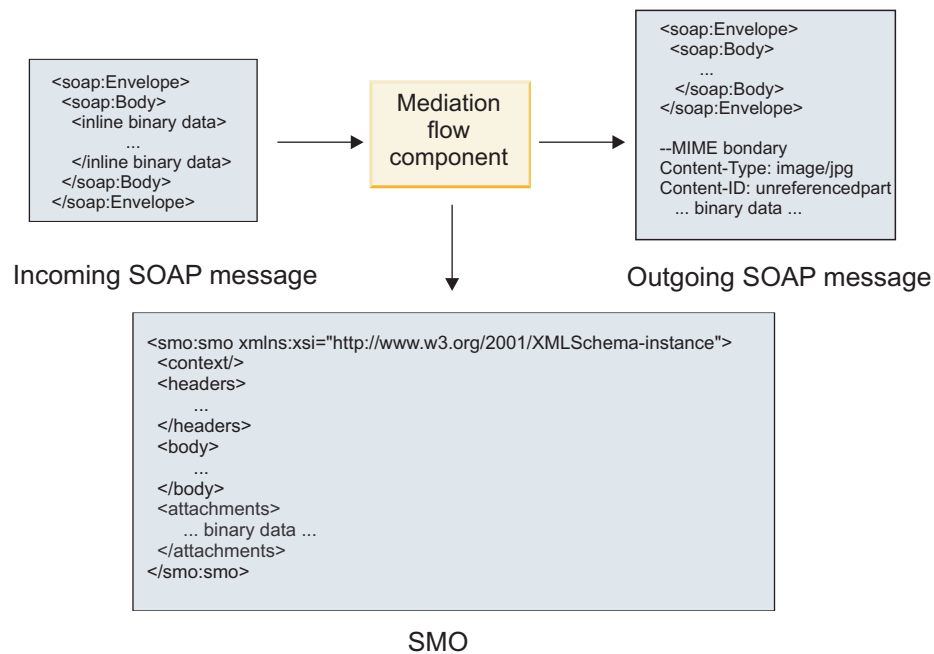 <soap:Envelope>
<soap:Body>
<inline binary data>
...
</inline binary data>
</soap:Body>
</soap:Envelope>
Incoming SOAP message
Mediation
flow
component
<soap:Envelope>
<soap:Body>
...
</soap:Body>
</soap:Envelope>
--MIME bondary
Content-Type: image/jpg
Content-ID: unreferencedpart
... binary data ...
Outgoing SOAP message
<smo:smo xmlns:xsi="http://www.w3.org/2001/XMLSchema-instance">
<context/>
<headers>
...
</headers>
<body>
...
</body>
<attachments>
... binary data ...
</attachments>
</smo:smo>
SMO